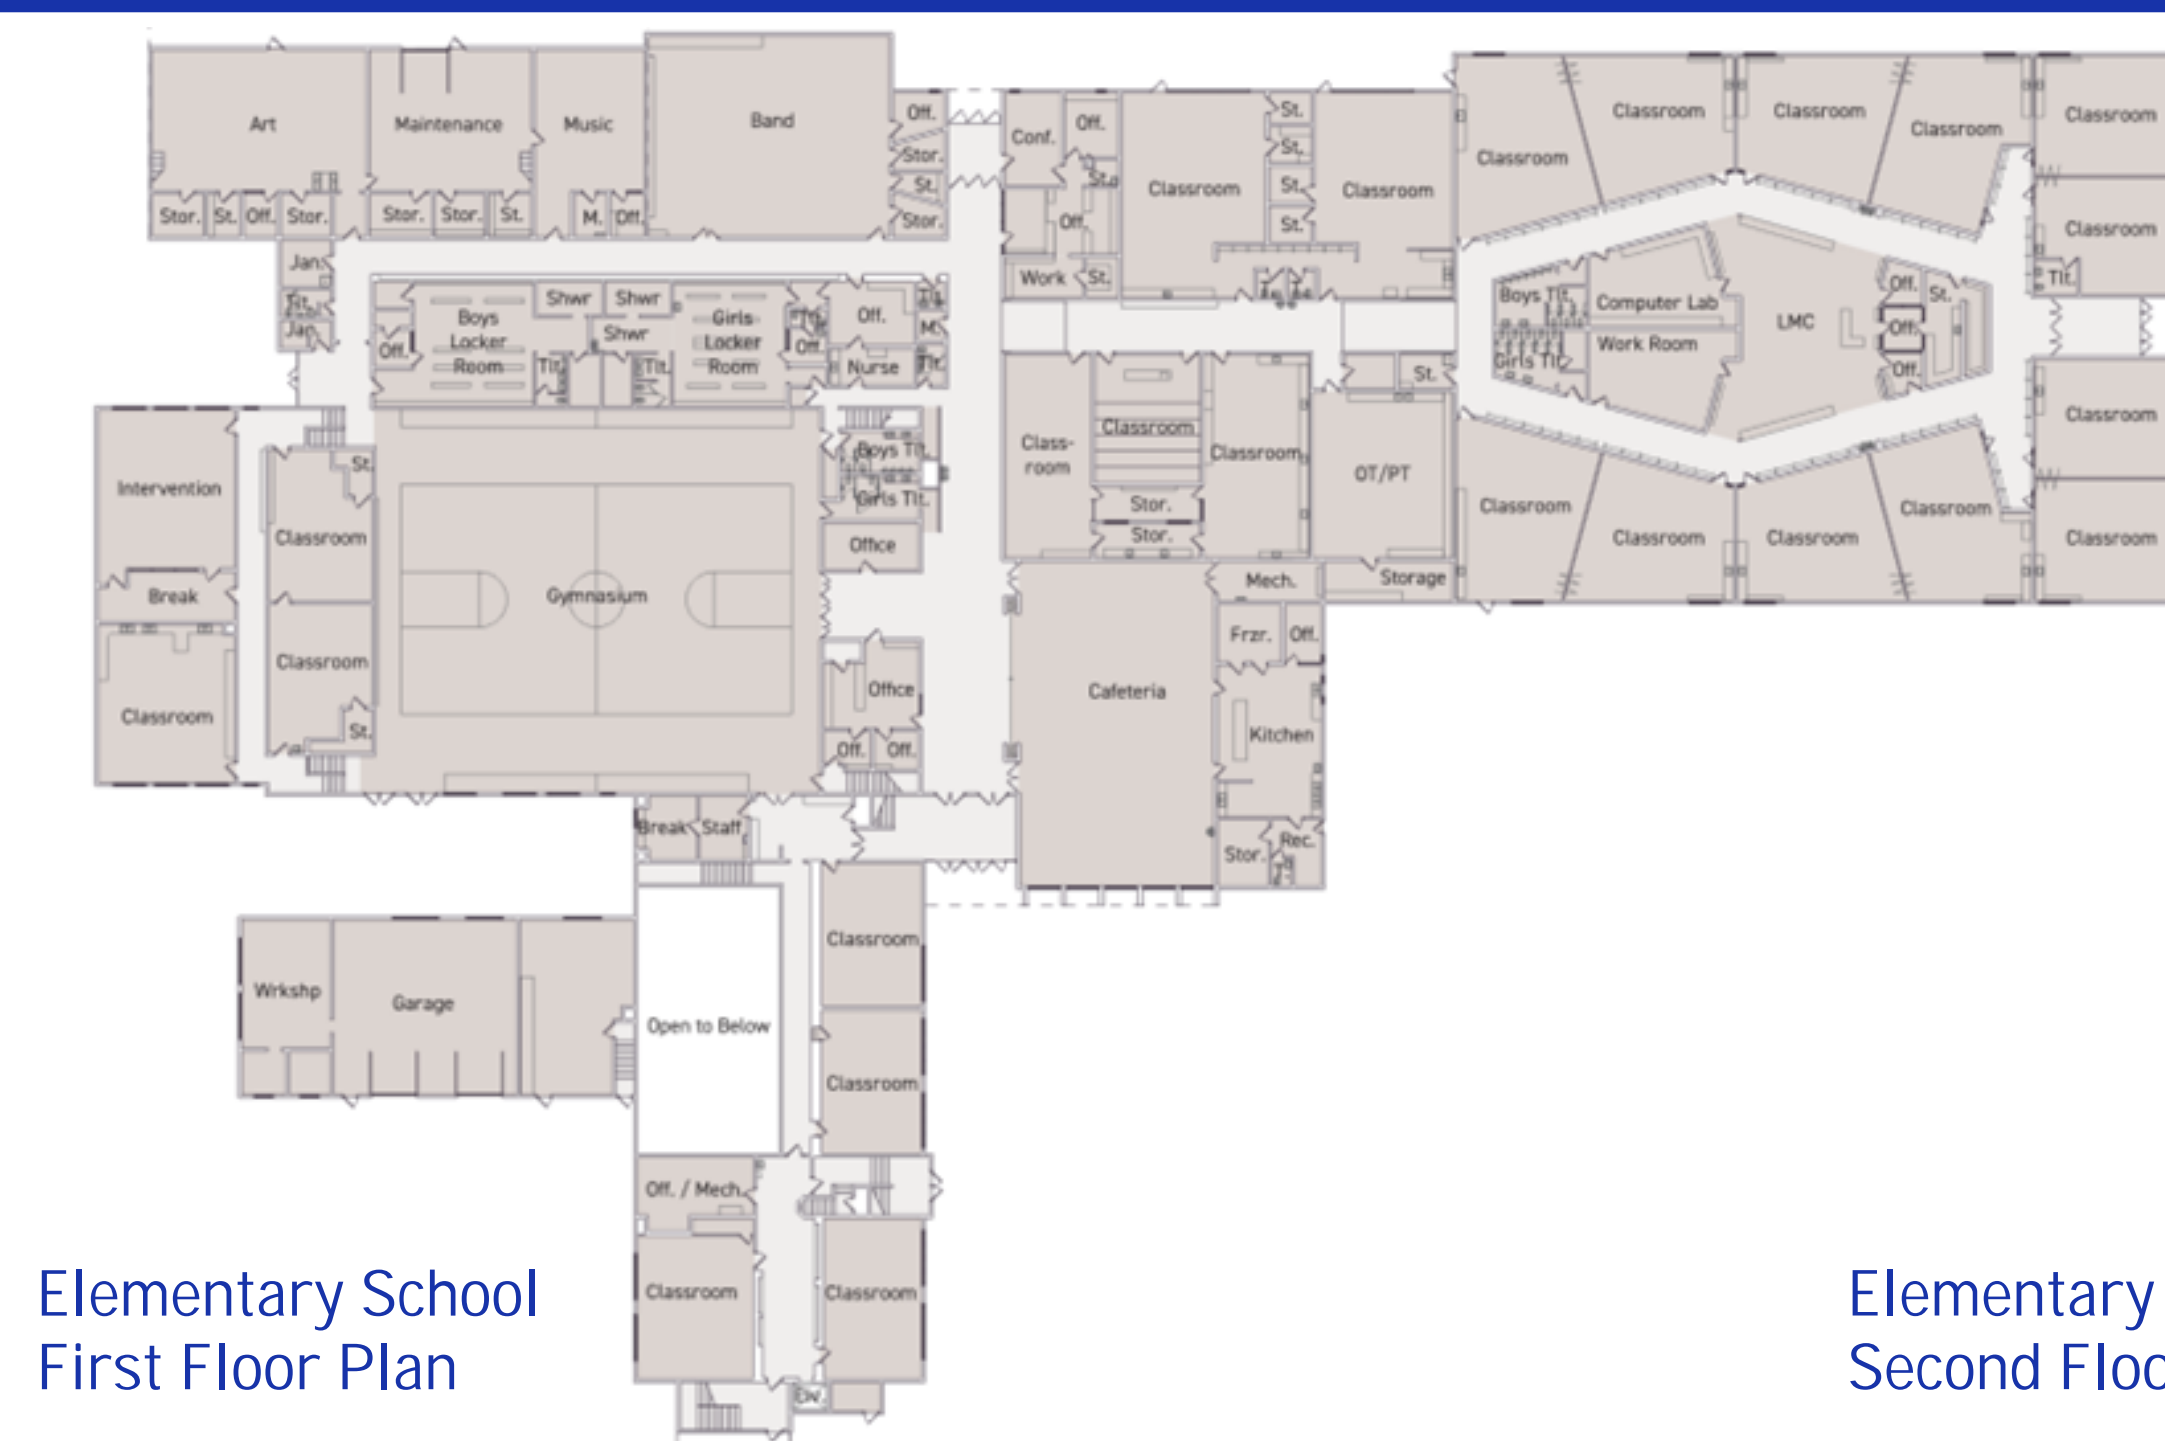 Art
Maintenance
Music
Band
Off.
Stor.
St.
Stor.
Stor.
St.
Off.
Stor.
Stor.
Stor.
St.
M.
Off.
Conf.
Off.
St.
Off.
Work
St.
Classroom
St.
St.
St.
St.
Classroom
Classroom
Classroom
Classroom
Classroom
Classroom
Classroom
Tlt.
Jan.
Tlt.
Jan.
Off.
Boys
Locker
Room
Shwr
Shwr
Shwr
Tlt.
Tlt.
Girls
Locker
Room
Off.
Off.
Nurse
Tlt.
M.
Tlt.
Boys Tlt.
Girls Tlt.
Computer Lab
Work Room
LMC
Off.
St.
Off.
Off.
Intervention
Break
Classroom
St.
Classroom
Classroom
St.
Gymnasium
Boys Tlt.
Girls Tlt.
Office
Office
Off.
Off.
Class-
room
Classroom
Stor.
Stor.
Classroom
St.
OT/PT
Mech.
Storage
Classroom
Classroom
Classroom
Classroom
Classroom
Classroom
Cafeteria
Frzr.
Off.
Kitchen
Stor.
Rec.
Break
Staff
Wrkshp
Garage
Open to Below
Classroom
Classroom
Off. / Mech.
Classroom
Classroom
Elv.
Elementary School
First Floor Plan
Elementary
Second Floo